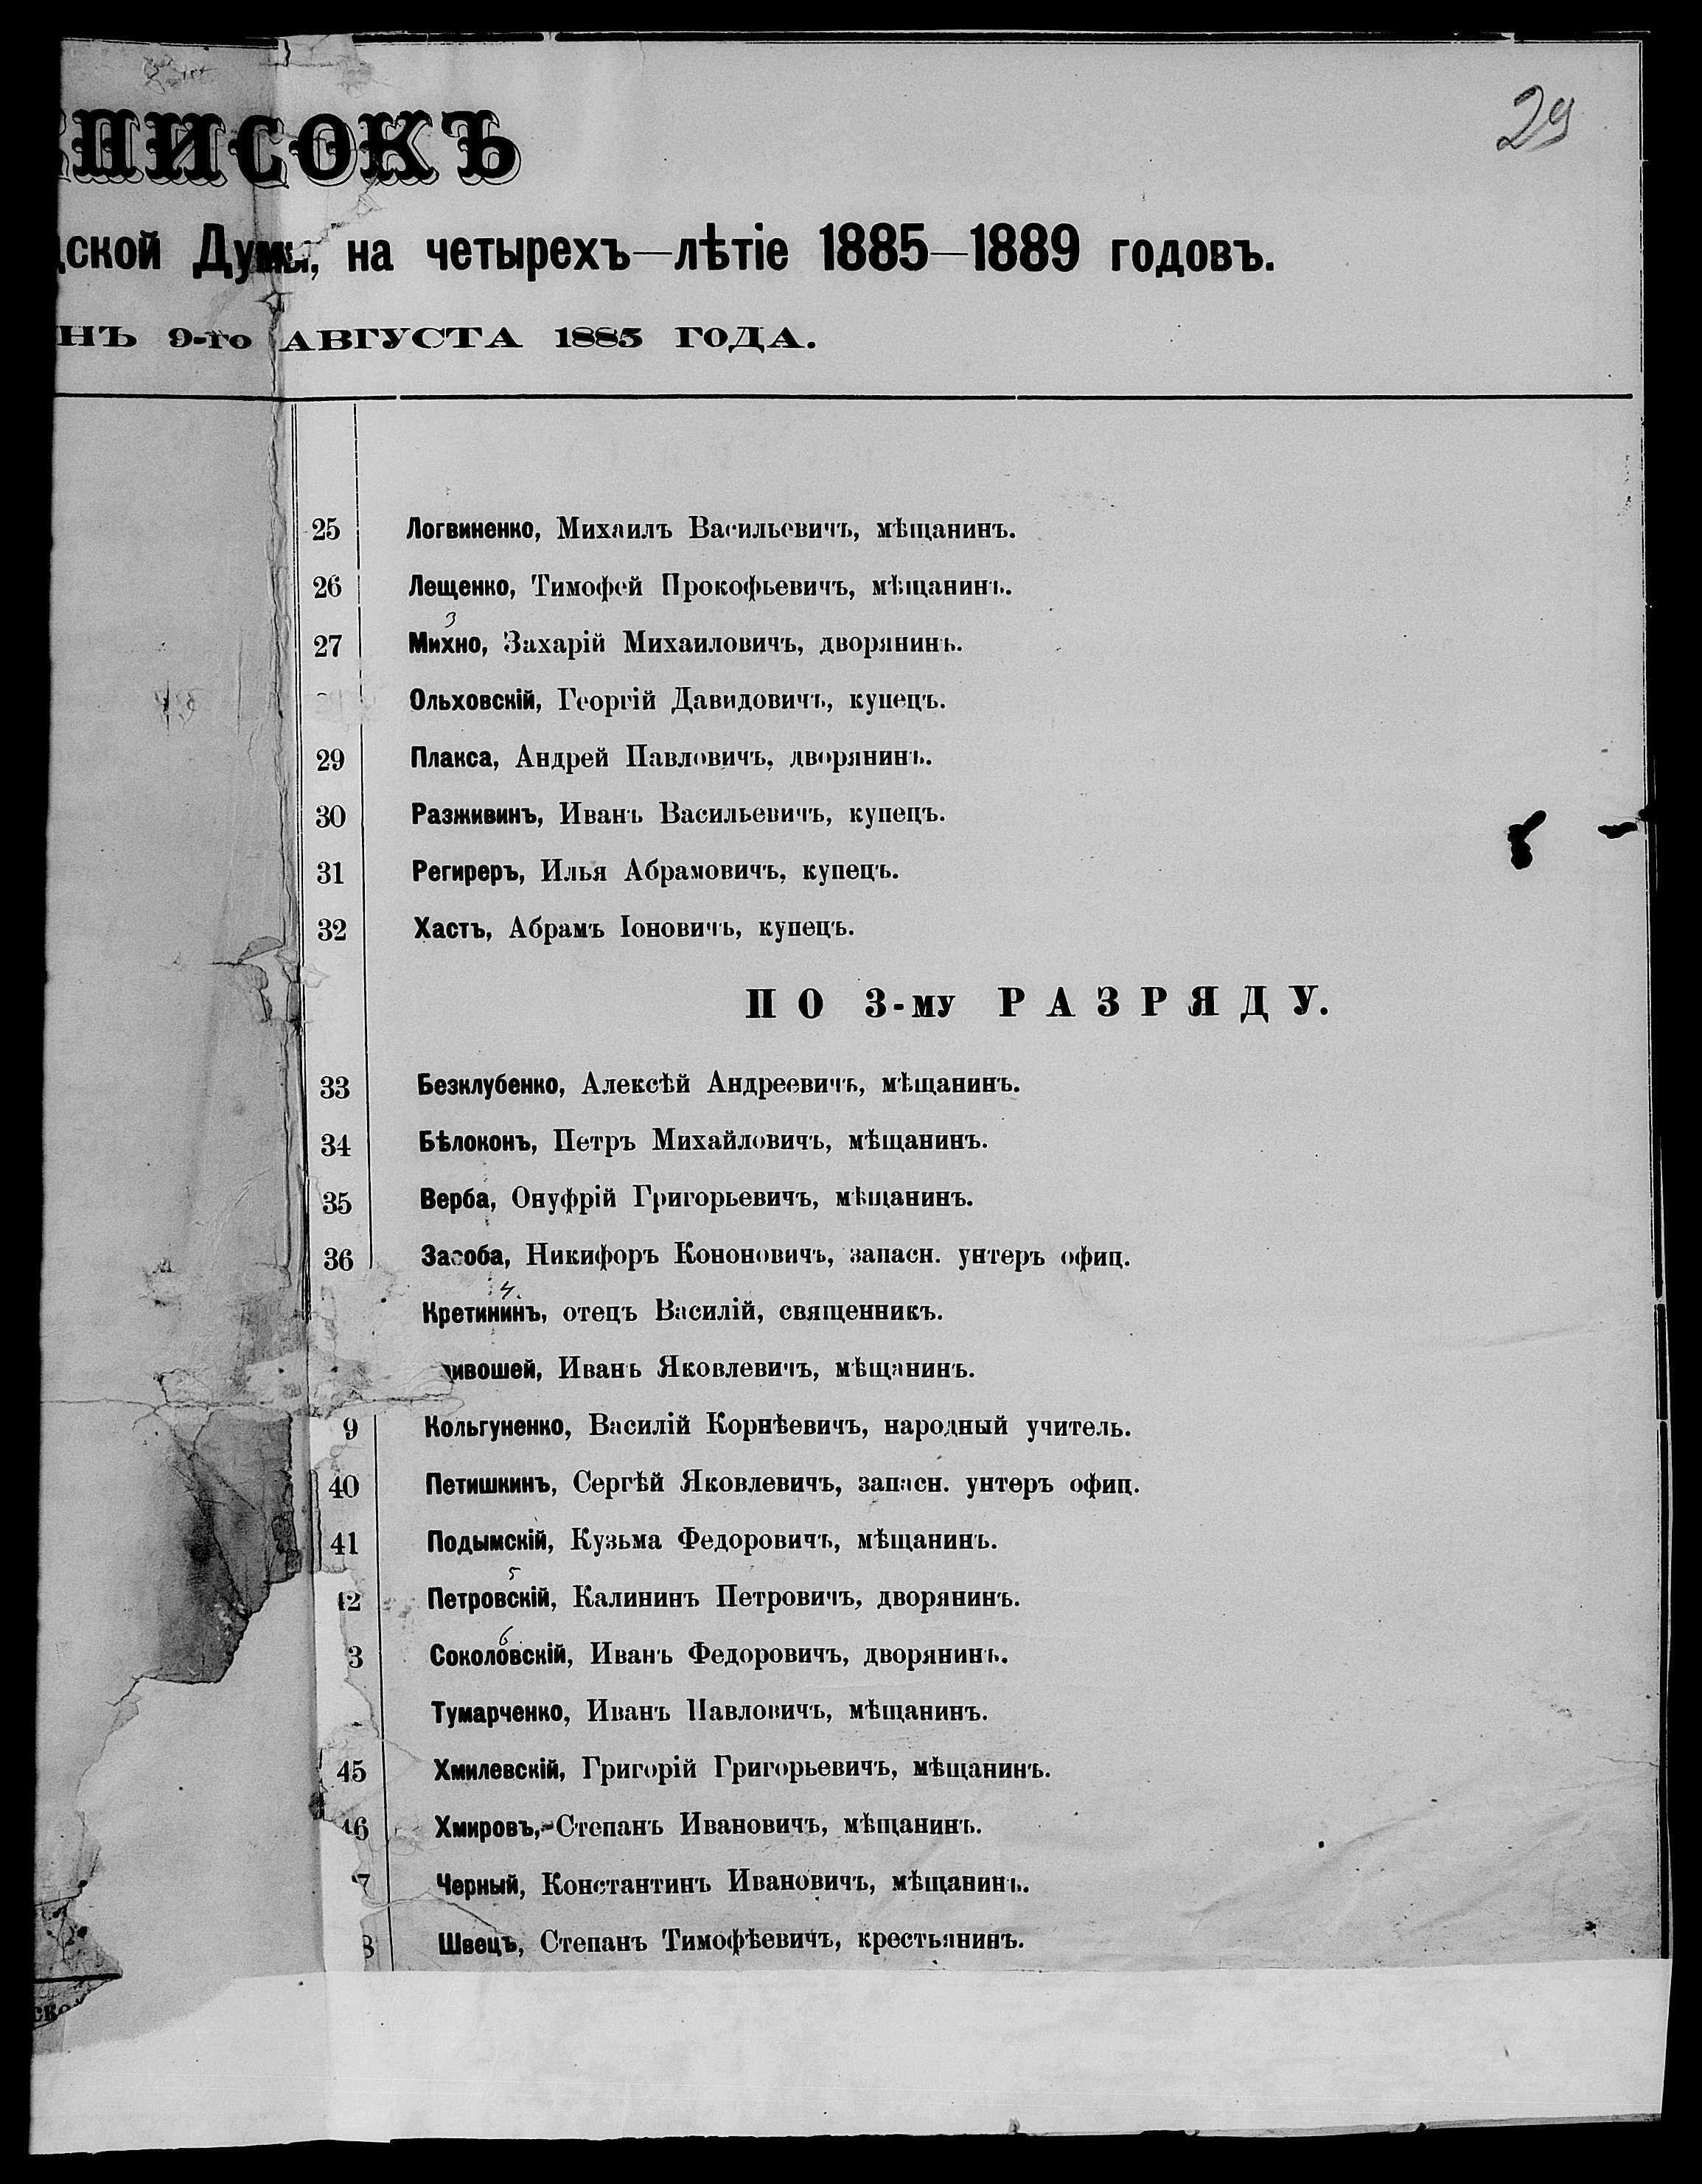 29
СПИСОКЪ
дской Думы, на четырехъ—лѣтіе 1885—1889 годовъ.
НЪ 9-го АВГУСТА 1885 ГОДА.
25 Логвиненко, Михаилъ Васильевичъ, мѣщанинъ.
26 Лещенко, Тимофей Прокофьевичъ, мѣщанинъ.
3
27 Михно, Захарій Михаиловичъ, дворянинъ.
Ольховскій, Георгій Давидовичъ, купецъ.
29 Плакса, Андрей Павловичъ, дворянинъ.
30 Разживинъ, Иванъ Васильевичъ, купецъ.
31 Региреръ, Илья Абрамовичъ, купецъ.
32 Хастъ, Абрамъ Іоновичъ, купецъ.
ПО 3-му РАЗРЯДУ.
33 Безклубенко, Алексѣй Андреевичъ, мѣщанинъ.
34 Бѣлоконъ, Петръ Михайловичъ, мѣщанинъ.
35 Верба, Онуфрій Григорьевичъ, мѣщанинъ.
36 Засоба, Никифоръ Кононовичъ, запасн. унтеръ офиц.
4.
Кретининъ, отецъ Василій, священникъ.
ивошей, Иванъ Яковлевичъ, мѣщанинъ.
9 Кольгуненко, Василій Корнѣевичъ, народный учитель.
40 Петишкинъ, Сергѣй Яковлевичъ, запасн. унтеръ офиц.
41 Подымскій, Кузьма Федоровичъ, мѣщанинъ.
5
42 Петровскій, Калининъ Петровичъ, дворянинъ.
6
3 Соколовскій, Иванъ Федоровичъ, дворянинъ.
Тумарченко, Иванъ Павловичъ, мѣщанинъ.
45 Хмилевскій, Григорій Григорьевичъ, мѣщанинъ.
46 Хмировъ, Степанъ Ивановичъ, мѣщанинъ.
7 Черный, Константинъ Ивановичъ, мѣщанинъ.
8 Швецъ, Степанъ Тимофѣевичъ, крестьянинъ.